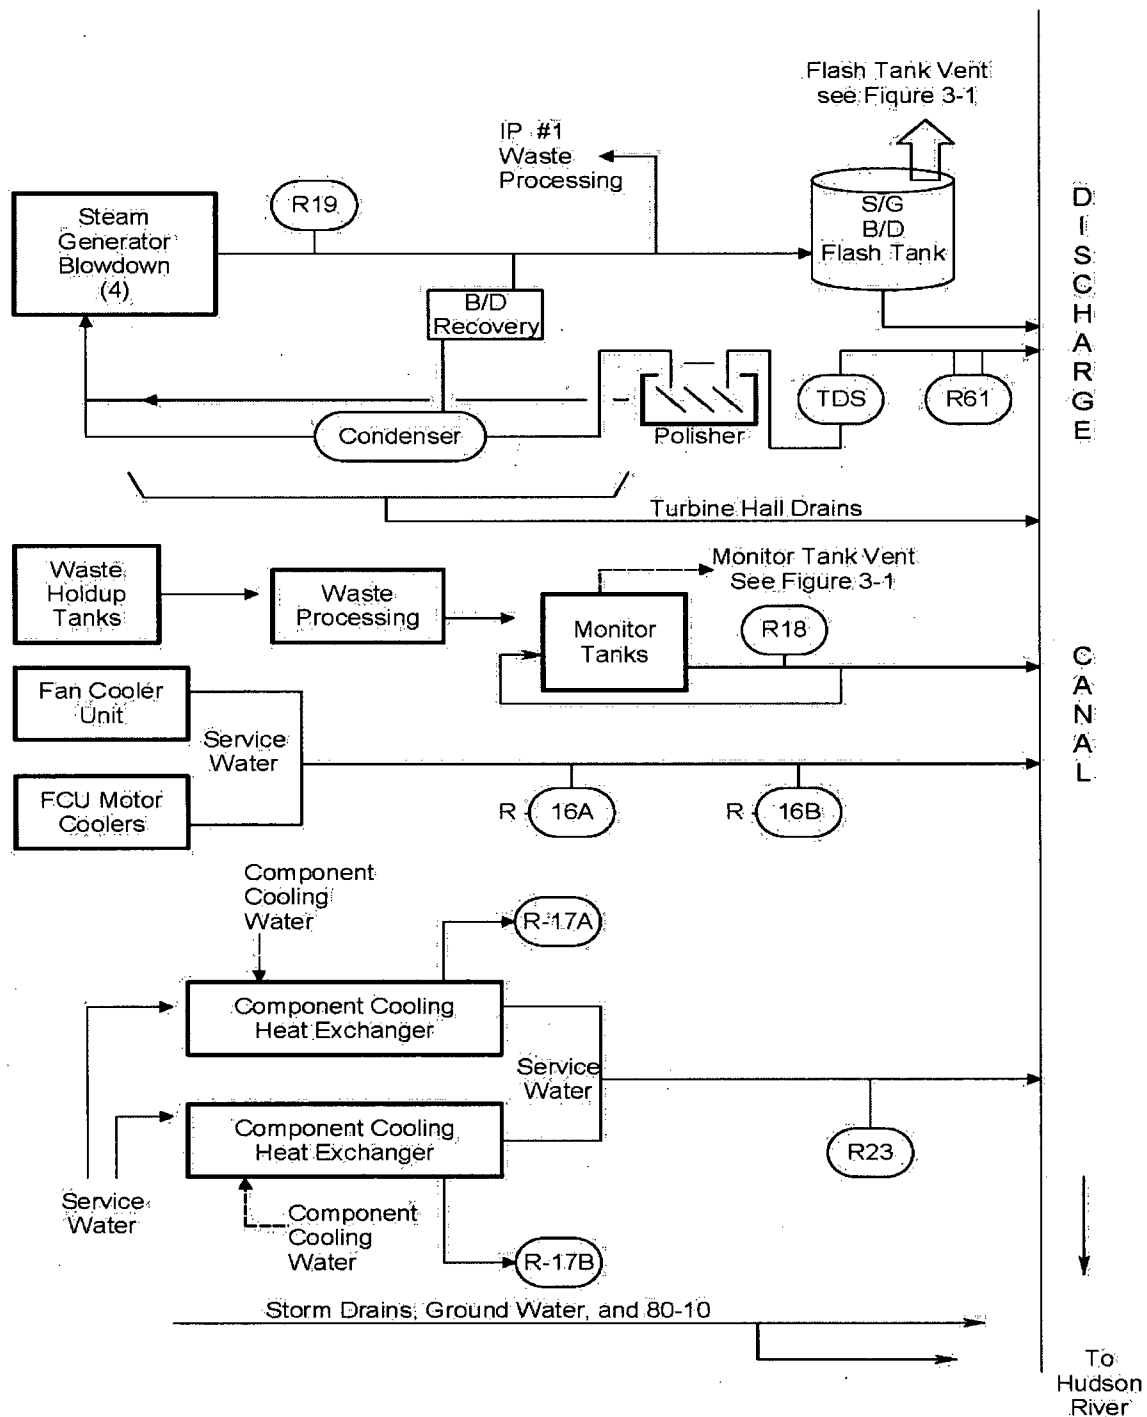 Flash Tank Vent
see Figure 3-1
IP #1
Waste
Processing
R19
Steam
Generator
Blowdown
(4)
S/G
B/D
Flash Tank
B/D
Recovery
Condenser
Polisher
TDS
R61
DISCHARGE
Turbine Hall Drains
Waste
Holdup
Tanks
Waste
Processing
Monitor Tank Vent
See Figure 3-1
Monitor
Tanks
R18
Fan Cooler
Unit
Service
Water
FCU Motor
Coolers
R
16A
R
16B
CANAL
Component
Cooling
Water
R-17A
Component Cooling
Heat Exchanger
Service
Water
Component Cooling
Heat Exchanger
R23
Service
Water
Component
Cooling
Water
R-17B
Storm Drains, Ground Water, and 80-10
To
Hudson
River